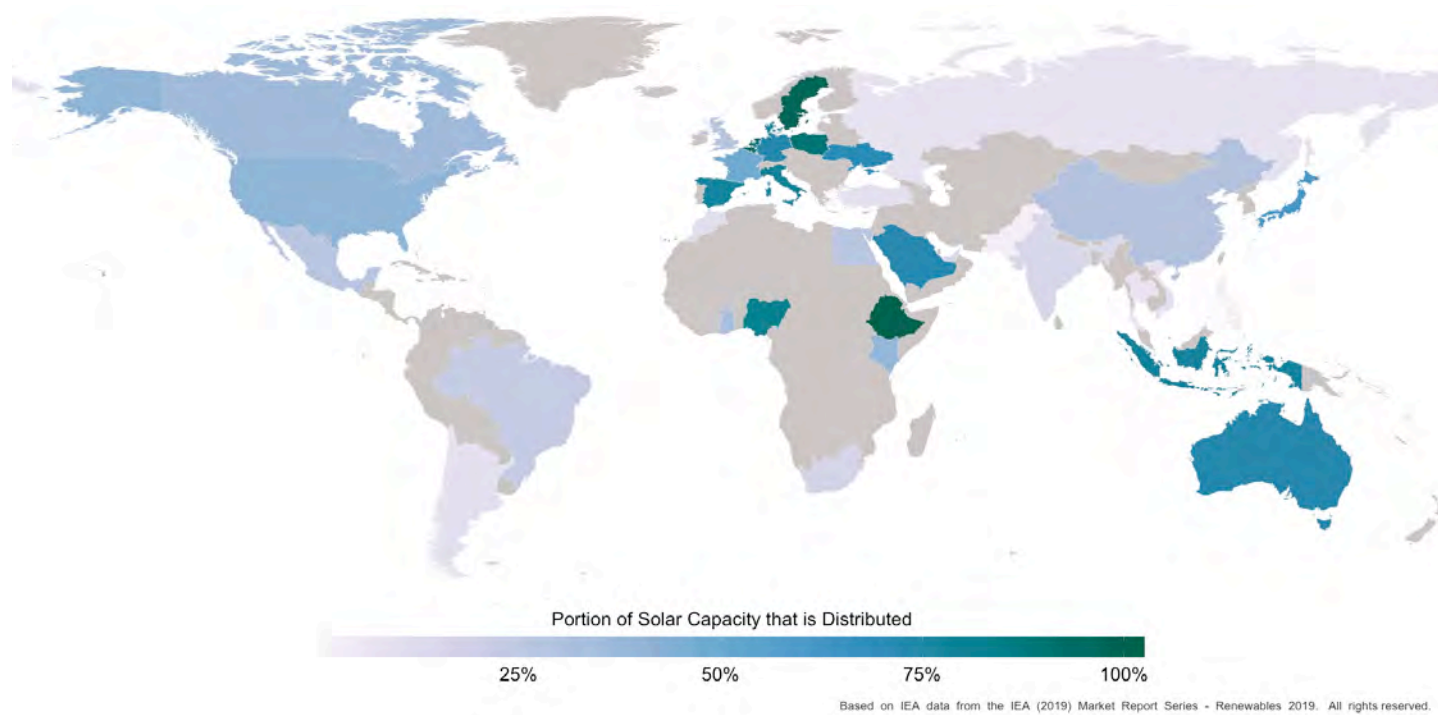 Portion of Solar Capacity that is Distributed
25%
50%
75%
100%
Based on IEA data from the IEA (2019) Market Report Series - Renewables 2019. All rights reserved.